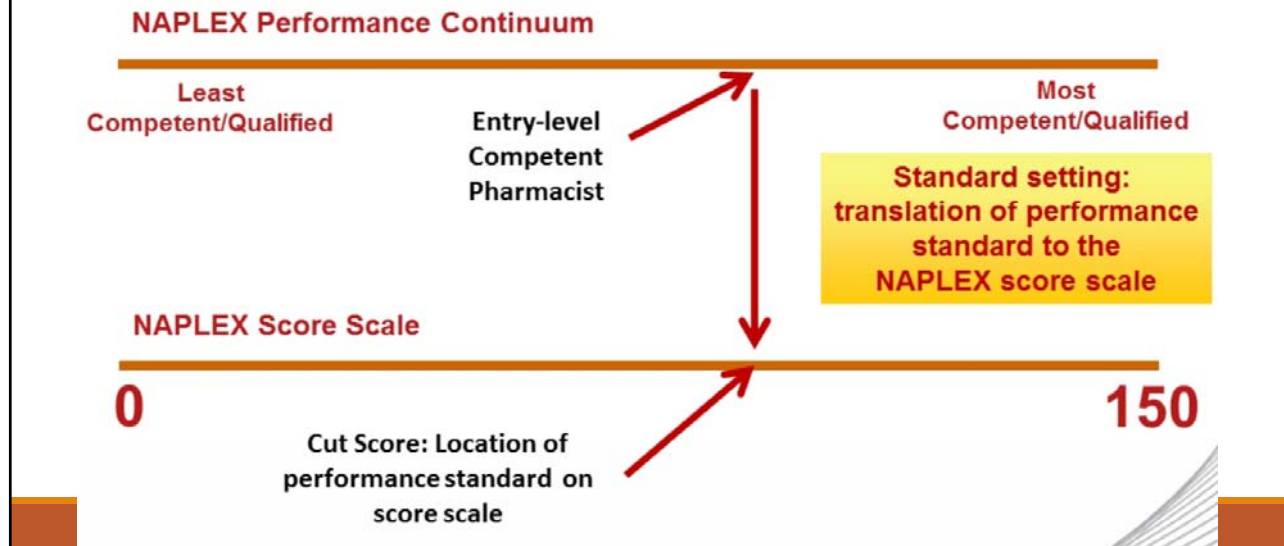 NAPLEX Performance Continuum
Least
Competent/Qualified
Entry-level
Competent
Pharmacist
Most
Competent/Qualified
Standard setting:
translation of performance
standard to the
NAPLEX score scale
NAPLEX Score Scale
0
150
Cut Score: Location of
performance standard on
score scale